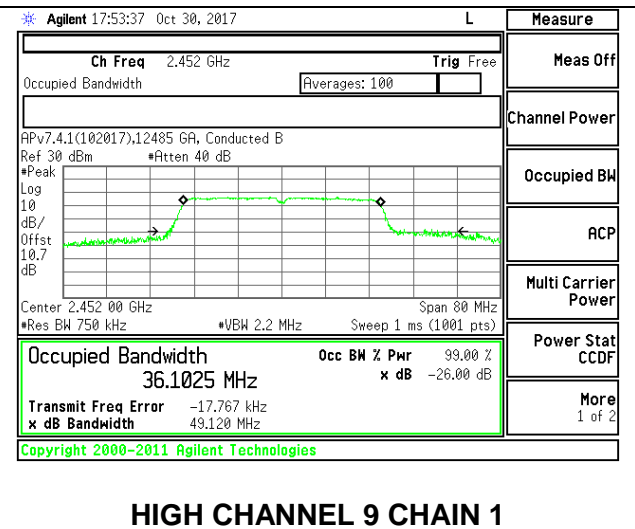 Agilent 17:53:37 Oct 30, 2017 L Measure
Ch Freq 2.452 GHz Trig Free
Occupied Bandwidth Averages: 100
Meas Off
Channel Power
Occupied BW
ACP
Multi Carrier
Power
Power Stat
CCDF
More
1 of 2
APv7.4.1(102017),12485 GA, Conducted B
Ref 30 dBm #Atten 40 dB
#Peak
Log
10
dB/
Offst
10.7
dB
Center 2.452 00 GHz Span 80 MHz
#Res BW 750 kHz #VBW 2.2 MHz Sweep 1 ms (1001 pts)
Occupied Bandwidth Occ BW % Pwr 99.00 %
36.1025 MHz x dB -26.00 dB
Transmit Freq Error -17.767 kHz
x dB Bandwidth 49.120 MHz
Copyright 2000-2011 Agilent Technologies
HIGH CHANNEL 9 CHAIN 1